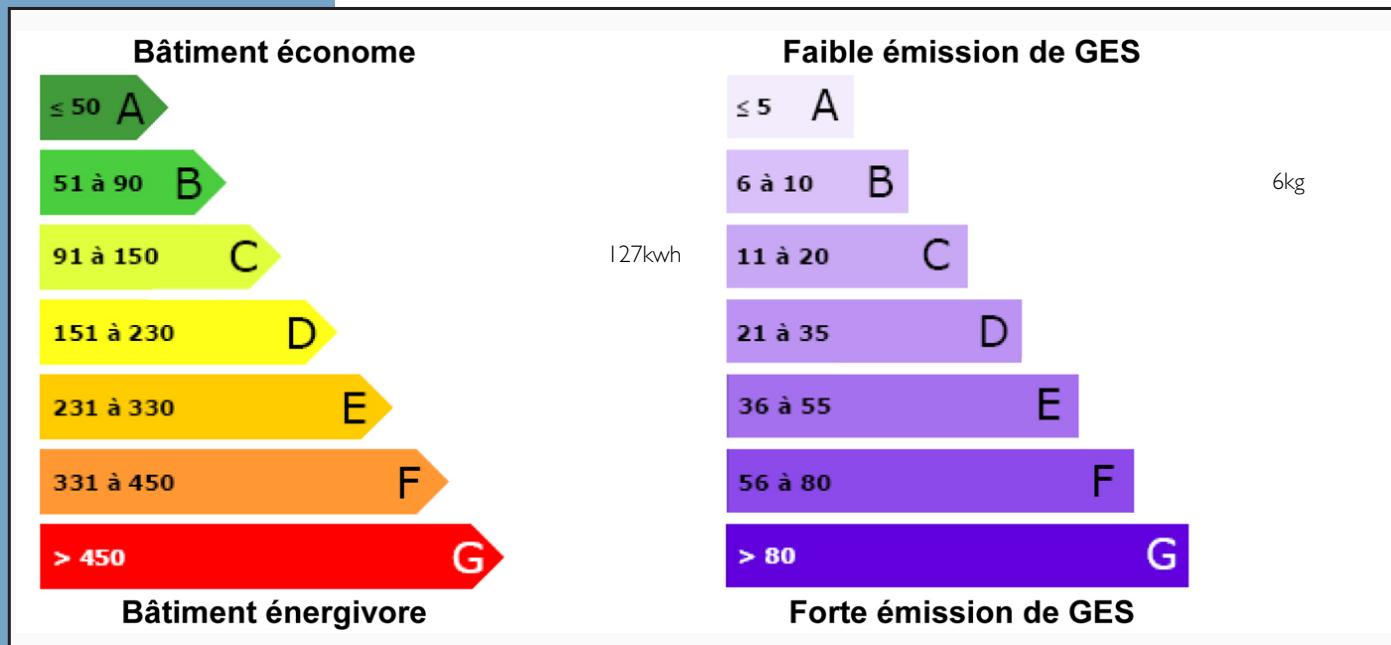 Bâtiment économe
≤ 50 A
51 à 90 B
91 à 150 C
127kwh
151 à 230 D
231 à 330 E
331 à 450 F
> 450 G
Bâtiment énergivore
Faible émission de GES
≤ 5 A
6 à 10 B
6kg
11 à 20 C
21 à 35 D
36 à 55 E
56 à 80 F
> 80 G
Forte émission de GES